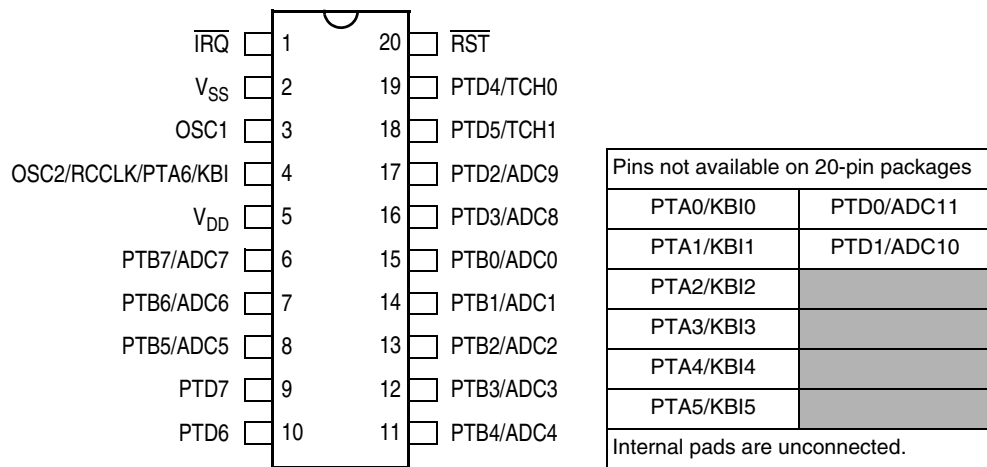 IRQ 1 20 RST
VSS 2 19 PTD4/TCH0
OSC1 3 18 PTD5/TCH1
OSC2/RCCLK/PTA6/KBI 4 17 PTD2/ADC9
VDD 5 16 PTD3/ADC8
PTB7/ADC7 6 15 PTB0/ADC0
PTB6/ADC6 7 14 PTB1/ADC1
PTB5/ADC5 8 13 PTB2/ADC2
PTD7 9 12 PTB3/ADC3
PTD6 10 11 PTB4/ADC4
Pins not available on 20-pin packages
PTA0/KBI0 PTD0/ADC11
PTA1/KBI1 PTD1/ADC10
PTA2/KBI2
PTA3/KBI3
PTA4/KBI4
PTA5/KBI5
Internal pads are unconnected.